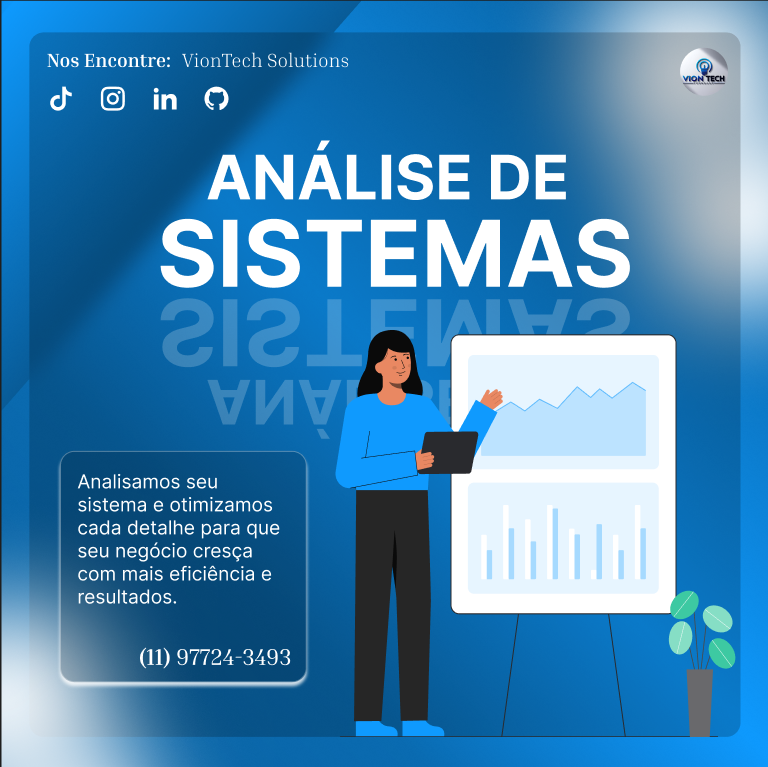 Nos Encontre: VionTech Solutions
VION TECH
ANÁLISE DE
SISTEMAS
SISTEMAS
Analisamos seu
sistema e otimizamos
cada detalhe para que
seu negócio cresça
com mais eficiência e
resultados.
(11) 97724-3493